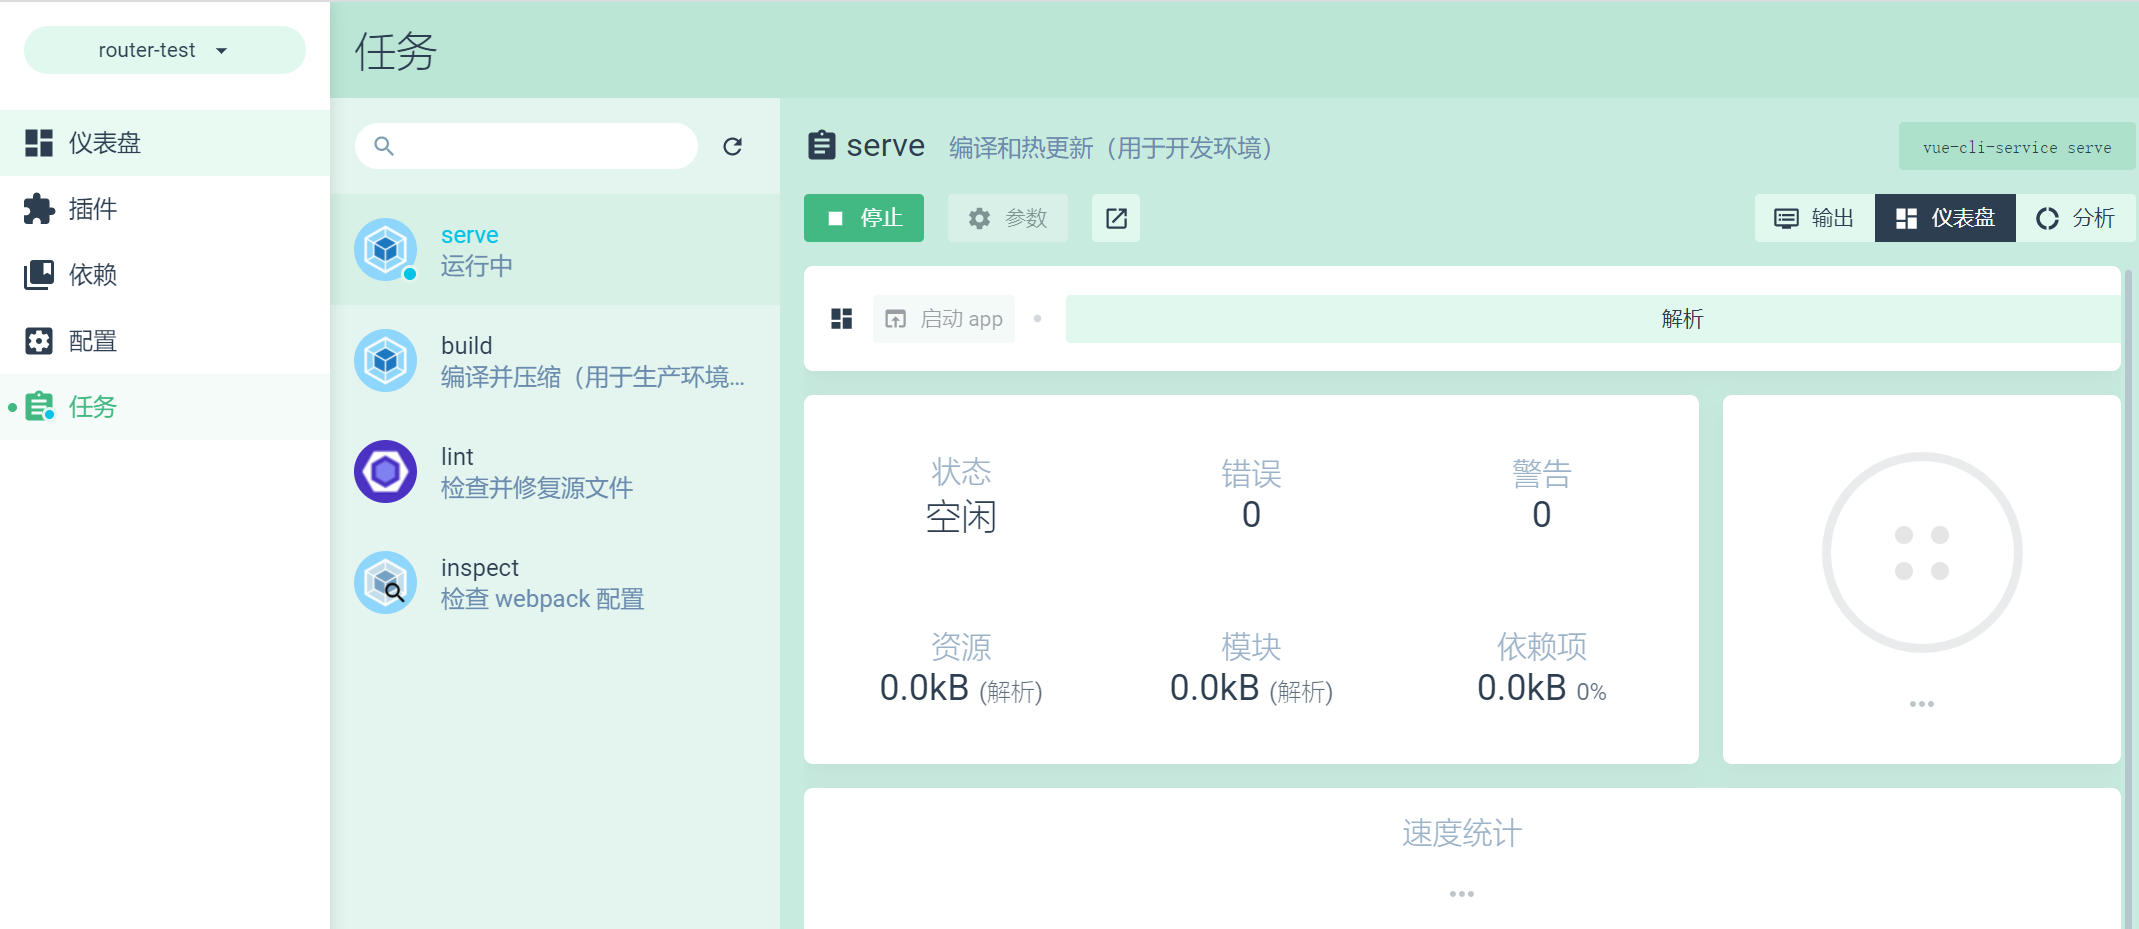 router-test
仪表盘
插件
依赖
配置
任务
任务
serve
运行中
build
编译并压缩（用于生产环境...
lint
检查并修复源文件
inspect
检查 webpack 配置
serve 编译和热更新（用于开发环境）
vue-cli-service serve
停止 参数
输出 仪表盘 分析
启动 app
解析
状态 错误 警告
空闲 0 0
资源 模块 依赖项
0.0kB (解析) 0.0kB (解析) 0.0kB 0%
速度统计